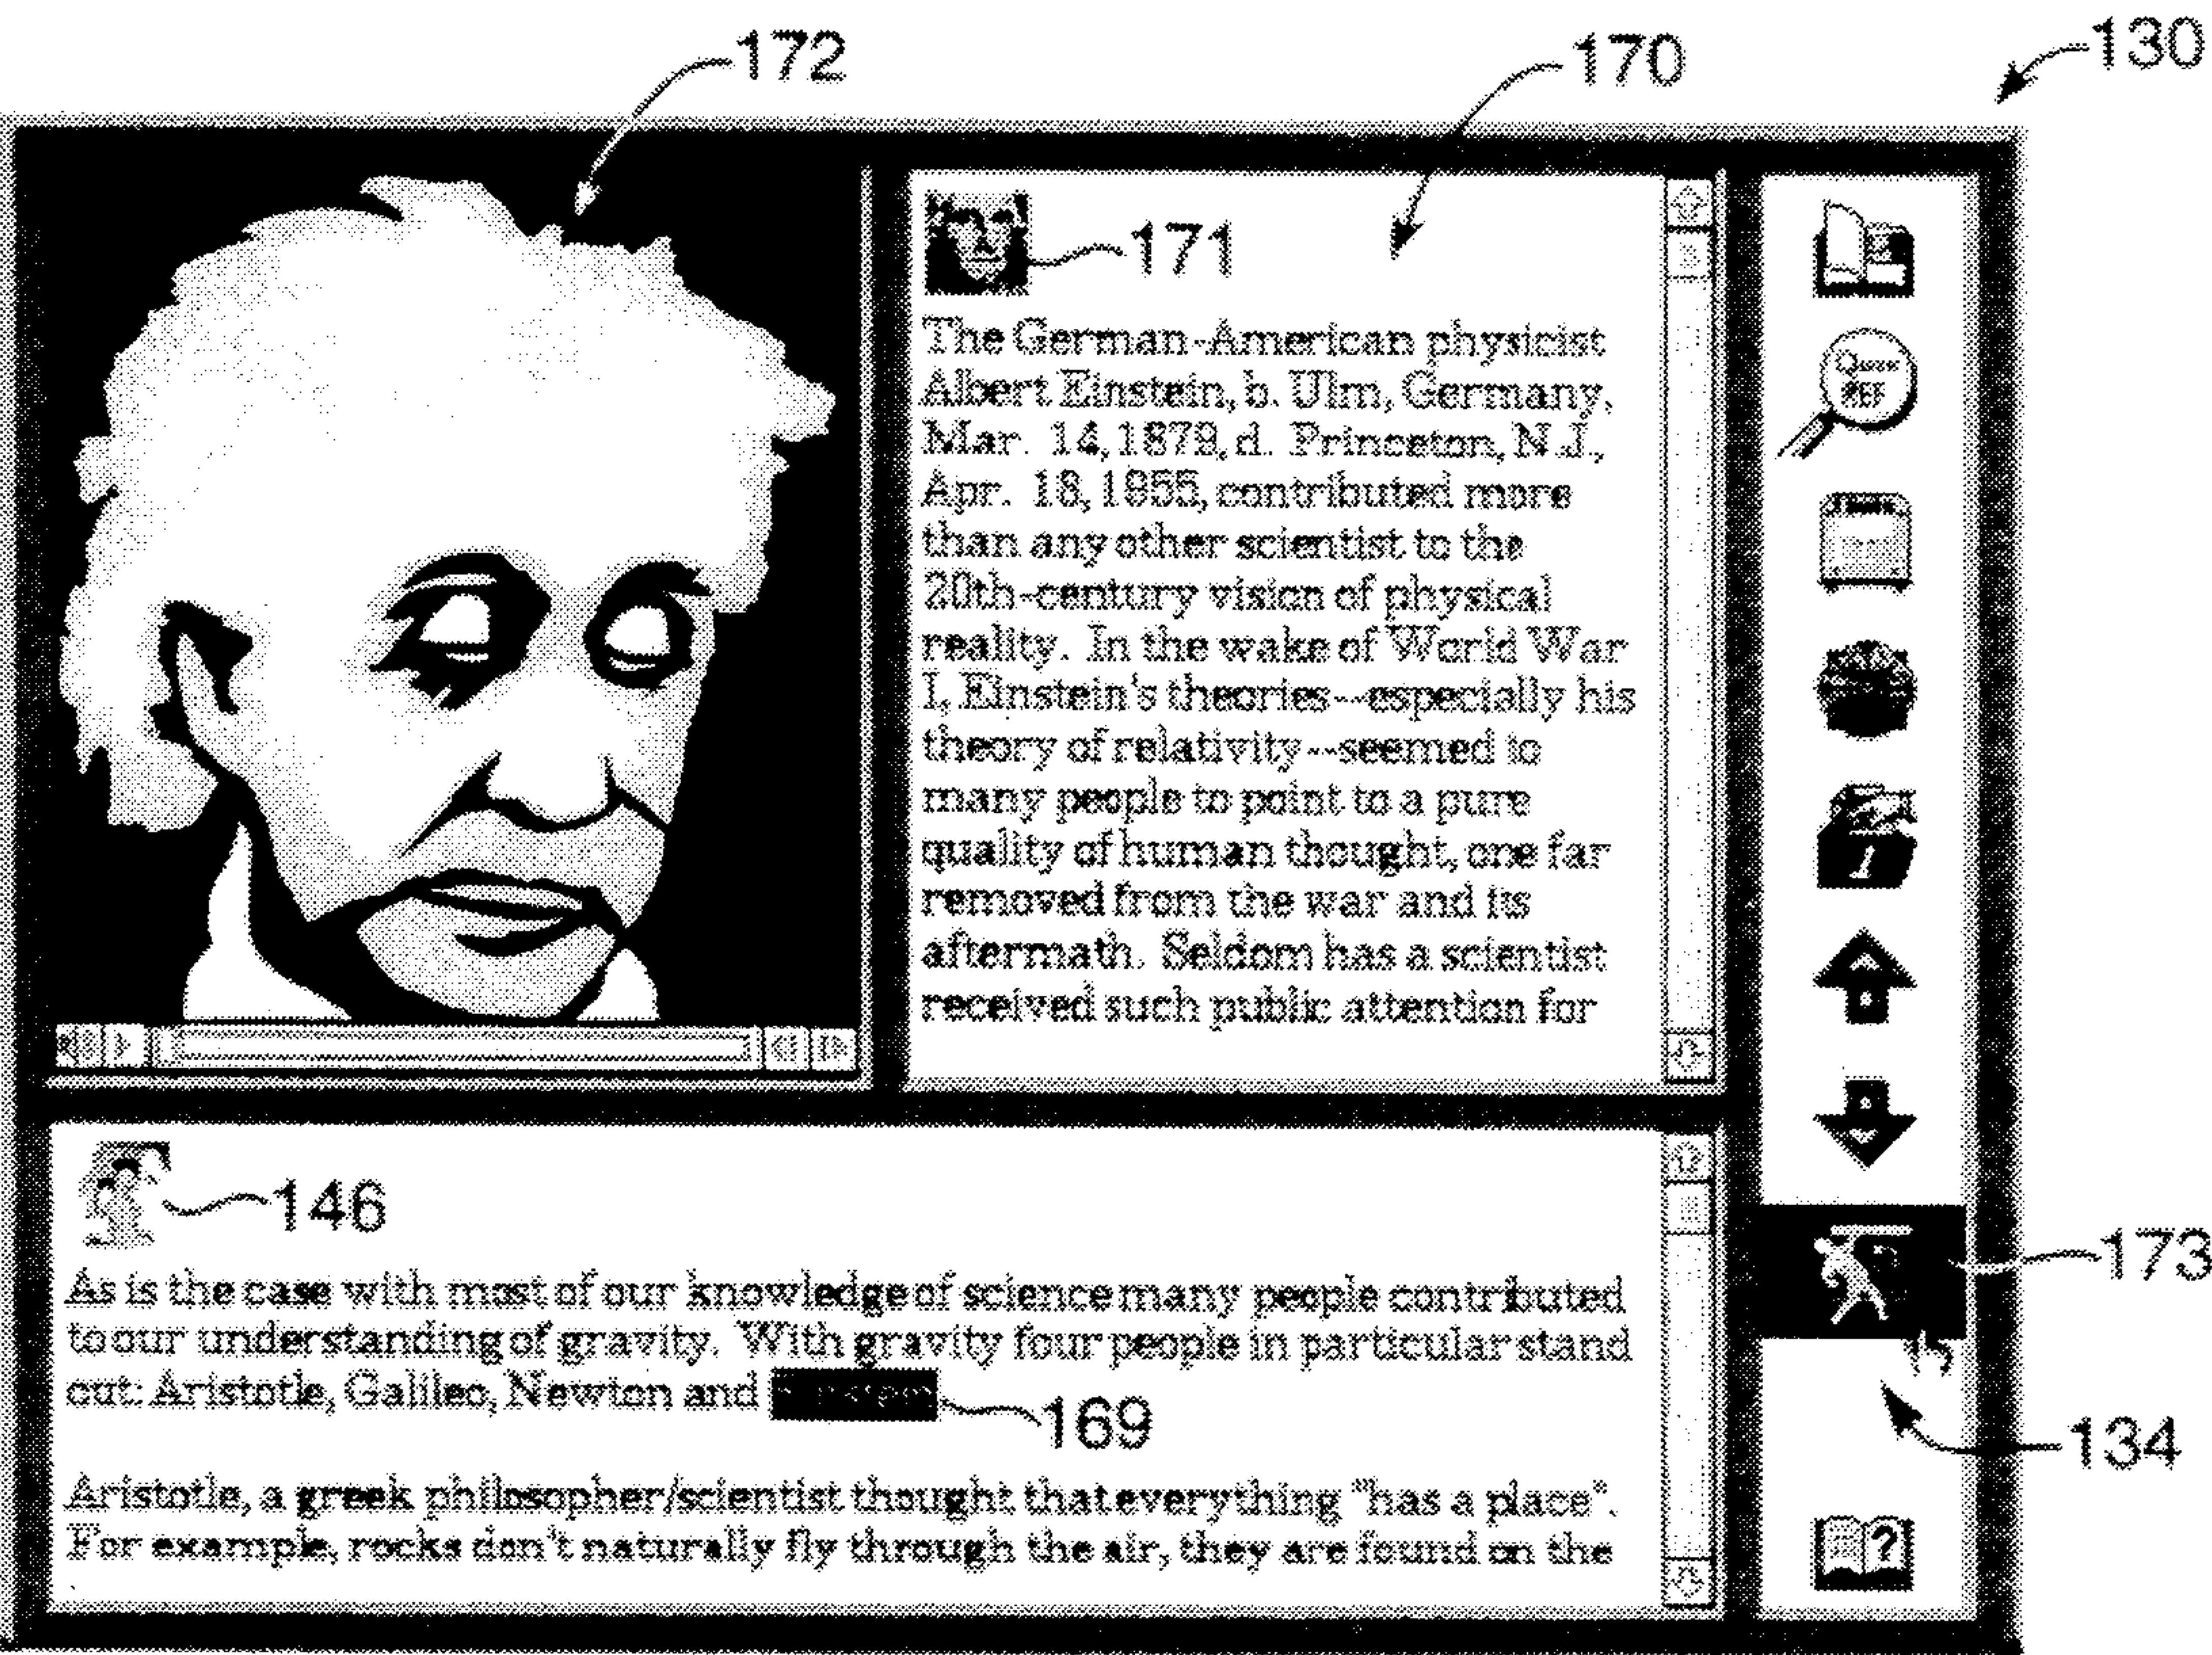 172
170
130
171
The German-American physicist
Albert Einstein, b. Ulm, Germany,
Mar. 14, 1879, d. Princeton, N.J.,
Apr. 18, 1955, contributed more
than any other scientist to the
20th-century vision of physical
reality. In the wake of World War
I, Einstein's theories--especially his
theory of relativity--seemed to
many people to point to a pure
quality of human thought, one far
removed from the war and its
aftermath. Seldom has a scientist
received such public attention for
Quick
REF
1
146
As is the case with most of our knowledge of science many people contributed
to our understanding of gravity. With gravity four people in particular stand
out: Aristotle, Galileo, Newton and Einstein
169
Aristotle, a greek philosopher/scientist thought that everything "has a place".
For example, rocks don't naturally fly through the air, they are found on the
173
134
?